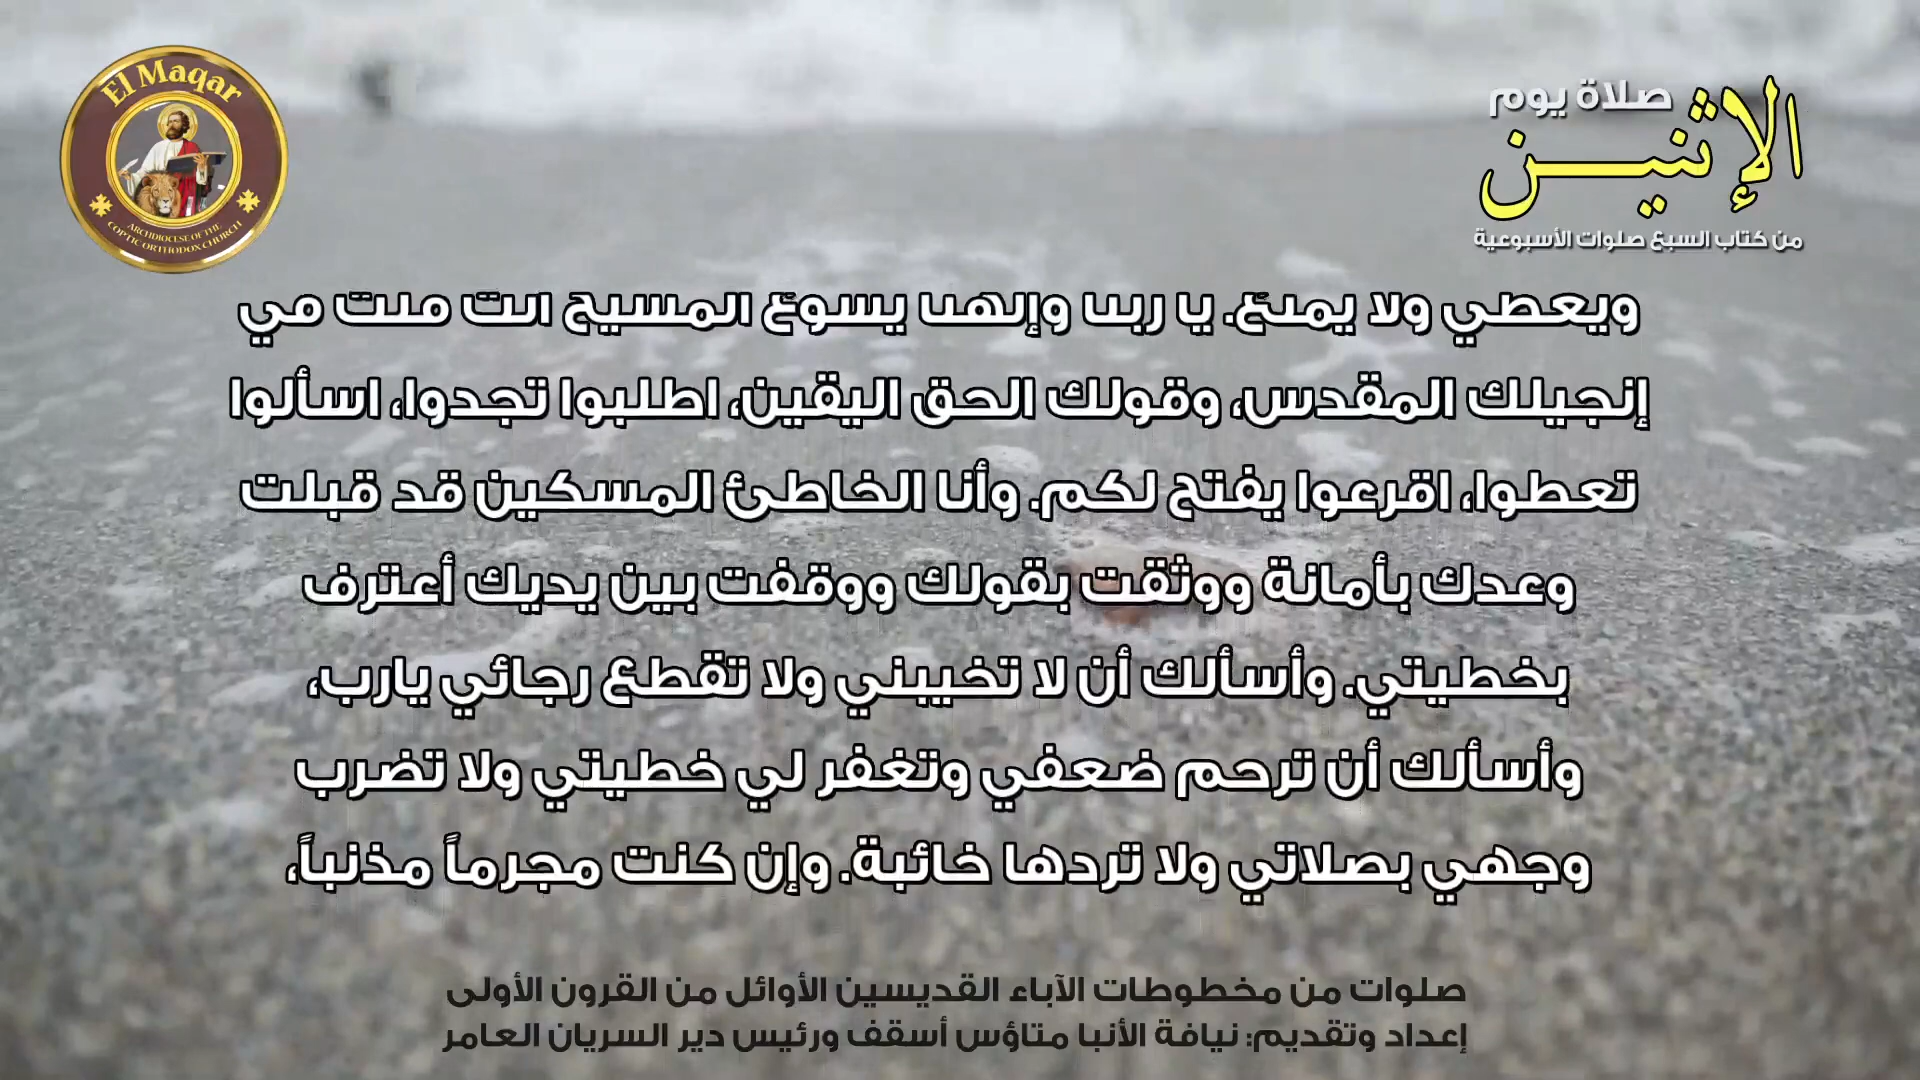 El Maqar
ARCHDIOCESE OF THE
COPTIC ORTHODOX CHURCH
صلاة يوم
الإثنين
من كتاب السبع صلوات الأسبوعية
ويعطي ولا يمنع. يا ربنا وإلهنا يسوع المسيح أنت قلت في
إنجيلك المقدس، وقولك الحق اليقين، اطلبوا تجدوا، اسألوا
تعطوا، اقرعوا يفتح لكم. وأنا الخاطئ المسكين قد قبلت
وعدك بأمانة ووثقت بقولك ووقفت بين يديك أعترف
بخطيتي. وأسألك أن لا تخيبني ولا تقطع رجائي يارب،
وأسألك أن ترحم ضعفي وتغفر لي خطيتي ولا تضرب
وجهي بصلاتي ولا تردها خائبة. وإن كنت مجرماً مذنباً،
صلوات من مخطوطات الآباء القديسين الأوائل من القرون الأولى
إعداد وتقديم: نيافة الأنبا متاؤس أسقف ورئيس دير السريان العامر